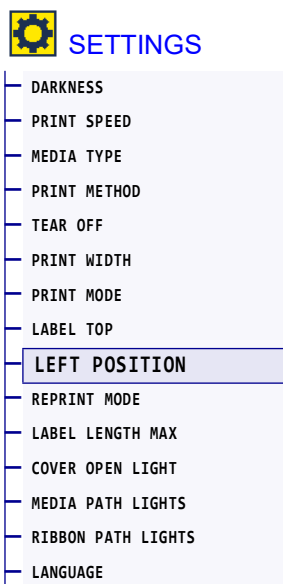 SETTINGS
DARKNESS
PRINT SPEED
MEDIA TYPE
PRINT METHOD
TEAR OFF
PRINT WIDTH
PRINT MODE
LABEL TOP
LEFT POSITION
REPRINT MODE
LABEL LENGTH MAX
COVER OPEN LIGHT
MEDIA PATH LIGHTS
RIBBON PATH LIGHTS
LANGUAGE